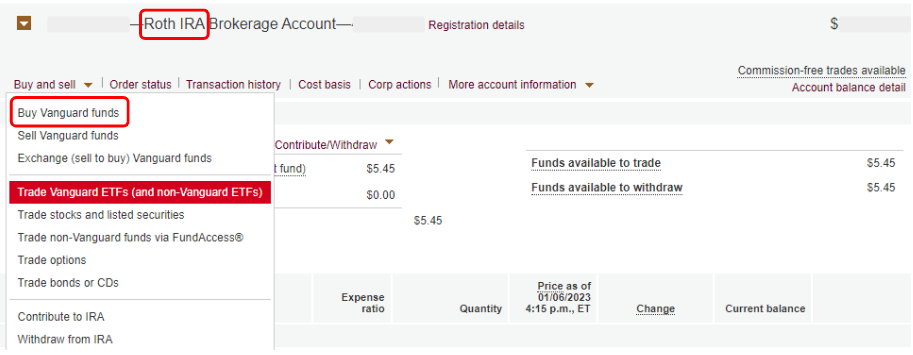 —Roth IRA Brokerage Account— Registration details $
Commission-free trades available
Buy and sell Order status Transaction history Cost basis Corp actions More account information Account balance detail
Buy Vanguard funds
Sell Vanguard funds
Exchange (sell to buy) Vanguard funds
Trade Vanguard ETFs (and non-Vanguard ETFs)
Trade stocks and listed securities
Trade non-Vanguard funds via FundAccess®
Trade options
Trade bonds or CDs
Contribute to IRA
Withdraw from IRA
Contribute/Withdraw
t fund) $5.45
$0.00
$5.45
Funds available to trade $5.45
Funds available to withdraw $5.45
Expense ratio
Quantity
Price as of
01/06/2023
4:15 p.m., ET
Change
Current balance